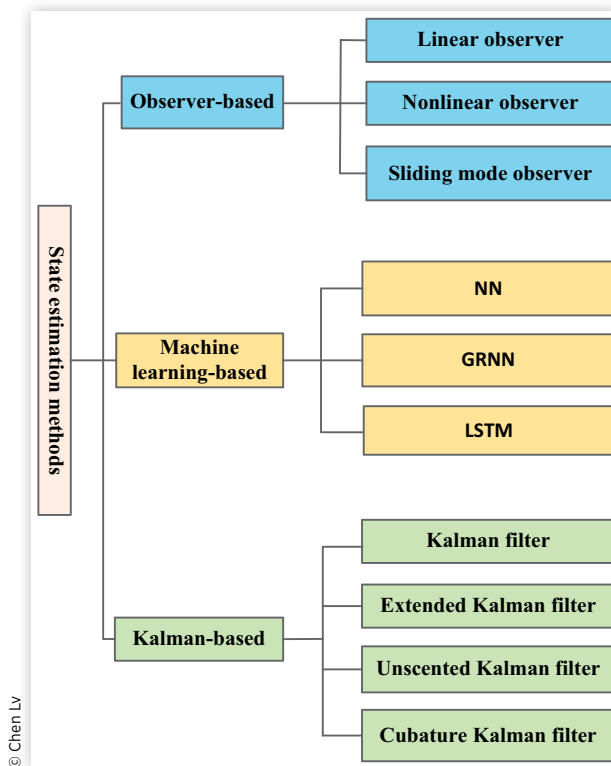 State estimation methods
Observer-based
Linear observer
Nonlinear observer
Sliding mode observer
Machine
learning-based
NN
GRNN
LSTM
Kalman-based
Kalman filter
Extended Kalman filter
Unscented Kalman filter
Cubature Kalman filter
© Chen Lv